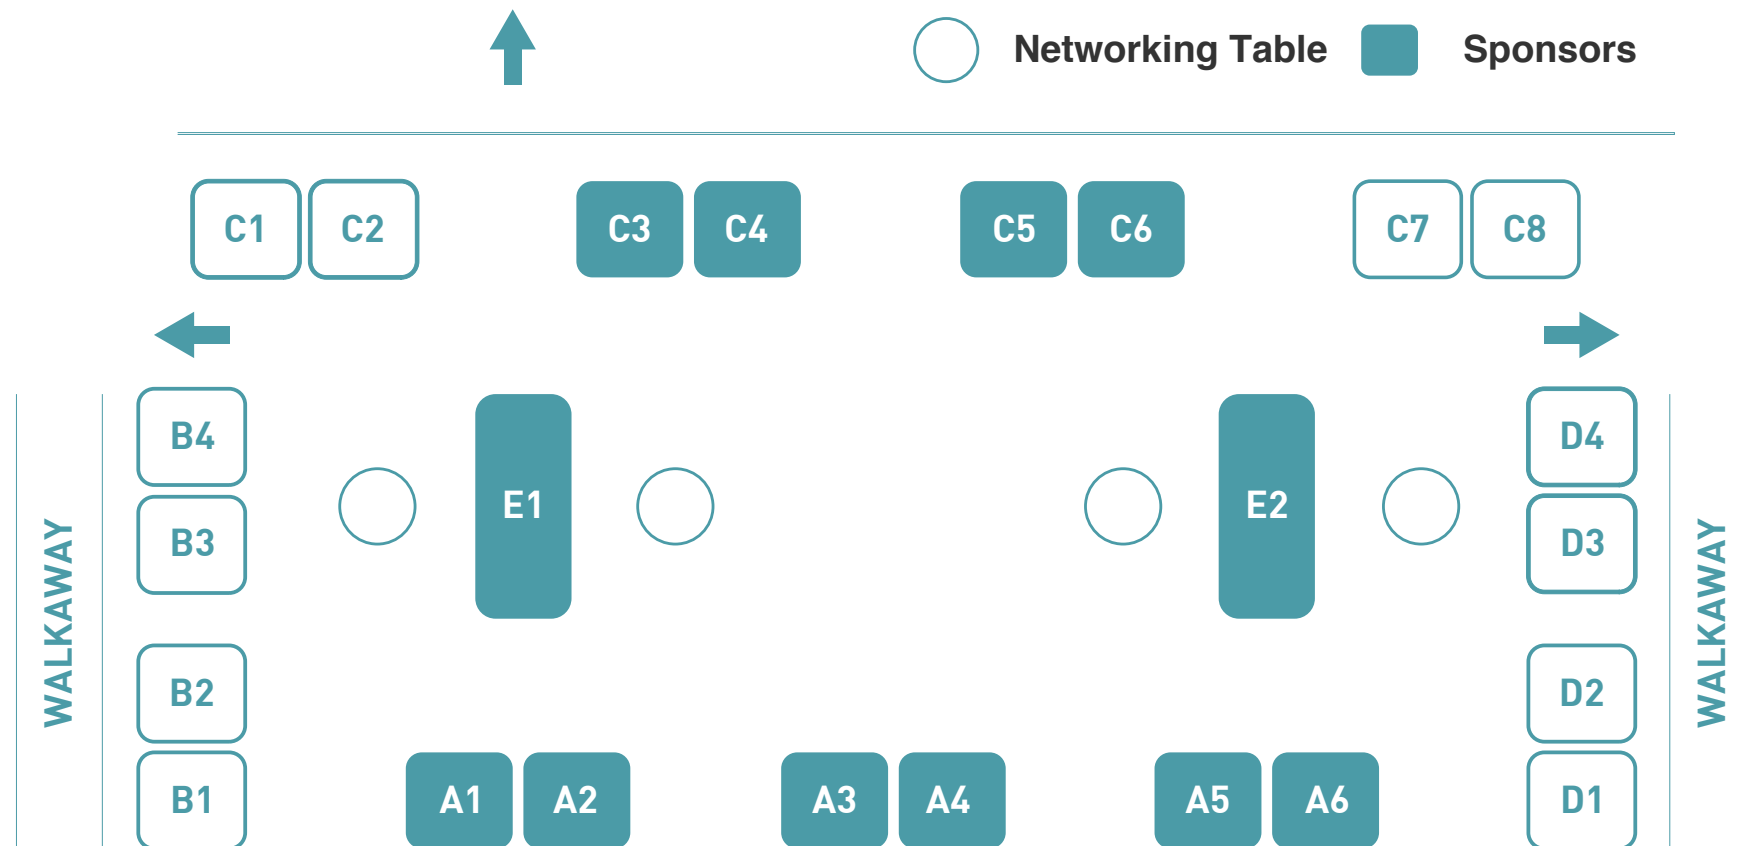 Networking Table
Sponsors
C1 C2 C3 C4 C5 C6 C7 C8
B4 E1 E2 D4
B3 D3
WALKAWAY
WALKAWAY
B2 D2
B1 A1 A2 A3 A4 A5 A6 D1